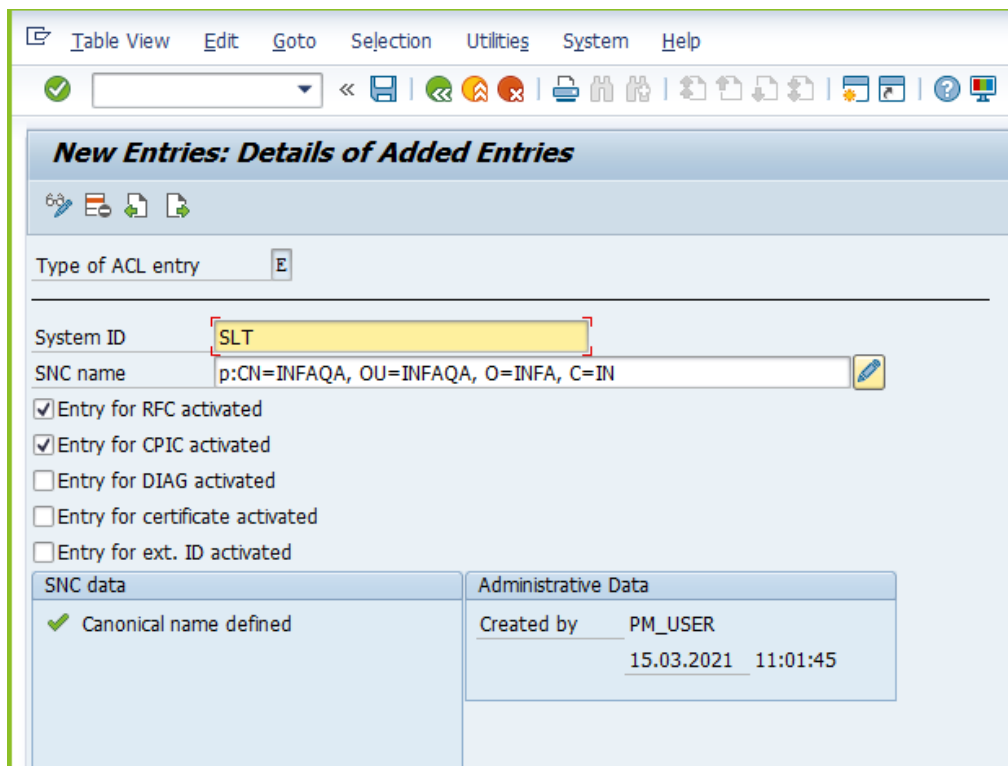 Table View Edit Goto Selection Utilities System Help
New Entries: Details of Added Entries
Type of ACL entry E
System ID SLT
SNC name p:CN=INFAQA, OU=INFAQA, O=INFA, C=IN
Entry for RFC activated
Entry for CPIC activated
Entry for DIAG activated
Entry for certificate activated
Entry for ext. ID activated
SNC data
Canonical name defined
Administrative Data
Created by PM_USER
15.03.2021 11:01:45